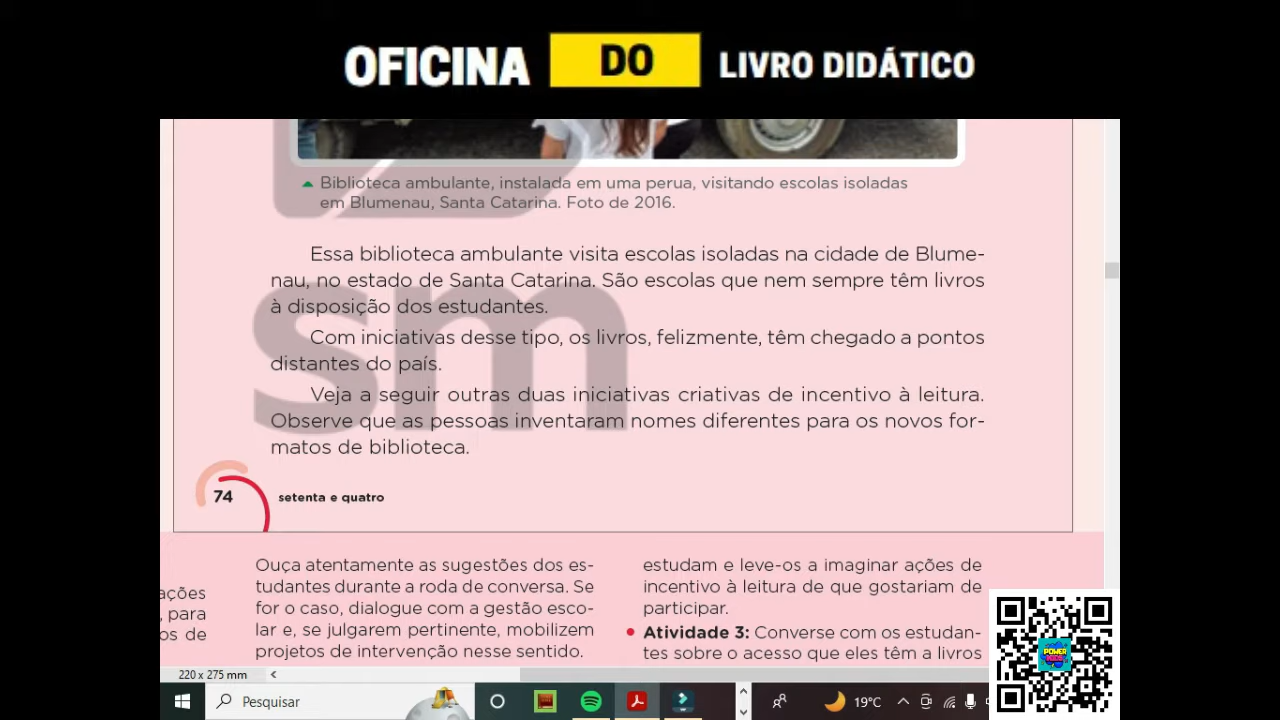 OFICINA DO LIVRO DIDÁTICO
Biblioteca ambulante, instalada em uma perua, visitando escolas isoladas
em Blumenau, Santa Catarina. Foto de 2016.
Essa biblioteca ambulante visita escolas isoladas na cidade de Blume-
nau, no estado de Santa Catarina. São escolas que nem sempre têm livros
à disposição dos estudantes.
Com iniciativas desse tipo, os livros, felizmente, têm chegado a pontos
distantes do país.
Veja a seguir outras duas iniciativas criativas de incentivo à leitura.
Observe que as pessoas inventaram nomes diferentes para os novos for-
matos de biblioteca.
sm
74 setenta e quatro
ações
, para
os de
Ouça atentamente as sugestões dos es-
tudantes durante a roda de conversa. Se
for o caso, dialogue com a gestão esco-
lar e, se julgarem pertinente, mobilizem
projetos de intervenção nesse sentido.
estudam e leve-os a imaginar ações de
incentivo à leitura de que gostariam de
participar.
• Atividade 3: Converse com os estudan-
tes sobre o acesso que eles têm a livros
POWER
KIDS
220 x 275 mm
Pesquisar
19°C